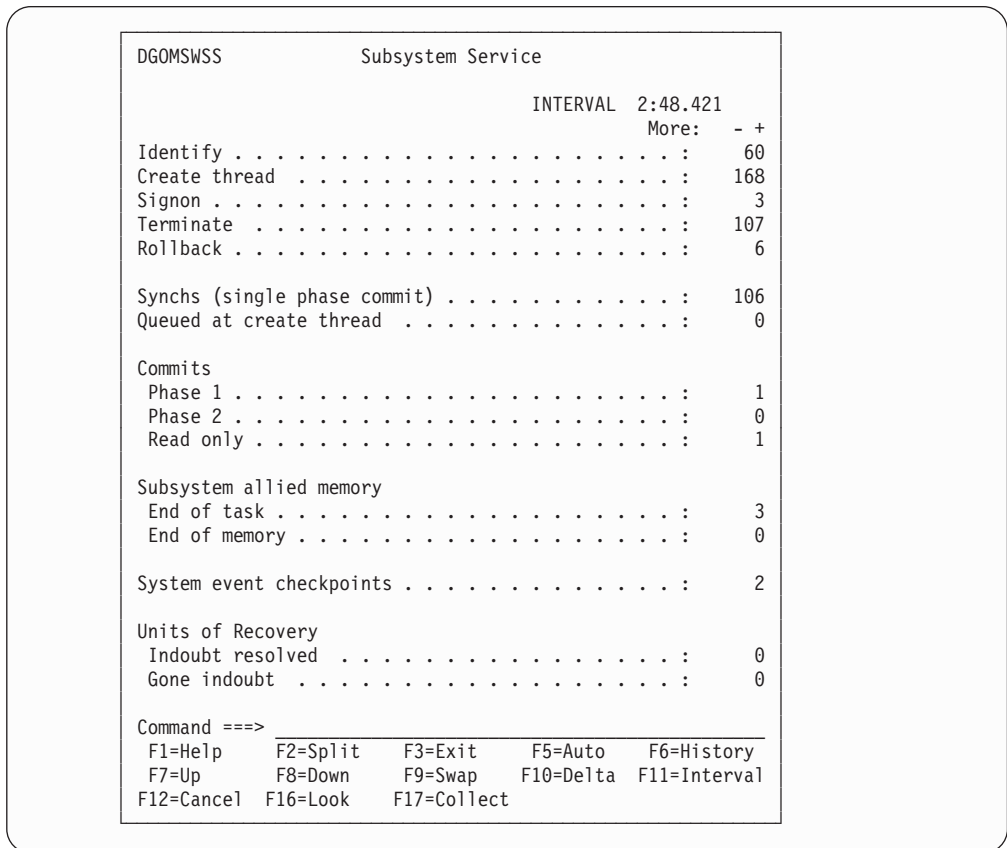 DGOMSWSS Subsystem Service
INTERVAL 2:48.421
More: - +
Identify . . . . . . . . . . . . . . . . . . . . . : 60
Create thread . . . . . . . . . . . . . . . . . . : 168
Signon . . . . . . . . . . . . . . . . . . . . . . : 3
Terminate . . . . . . . . . . . . . . . . . . . . : 107
Rollback . . . . . . . . . . . . . . . . . . . . . : 6
Synchs (single phase commit) . . . . . . . . . . . : 106
Queued at create thread . . . . . . . . . . . . . : 0
Commits
Phase 1 . . . . . . . . . . . . . . . . . . . . . : 1
Phase 2 . . . . . . . . . . . . . . . . . . . . . : 0
Read only . . . . . . . . . . . . . . . . . . . . : 1
Subsystem allied memory
End of task . . . . . . . . . . . . . . . . . . . : 3
End of memory . . . . . . . . . . . . . . . . . . : 0
System event checkpoints . . . . . . . . . . . . . : 2
Units of Recovery
Indoubt resolved . . . . . . . . . . . . . . . . : 0
Gone indoubt . . . . . . . . . . . . . . . . . . : 0
Command ===> ______________________________________________
F1=Help F2=Split F3=Exit F5=Auto F6=History
F7=Up F8=Down F9=Swap F10=Delta F11=Interval
F12=Cancel F16=Look F17=Collect